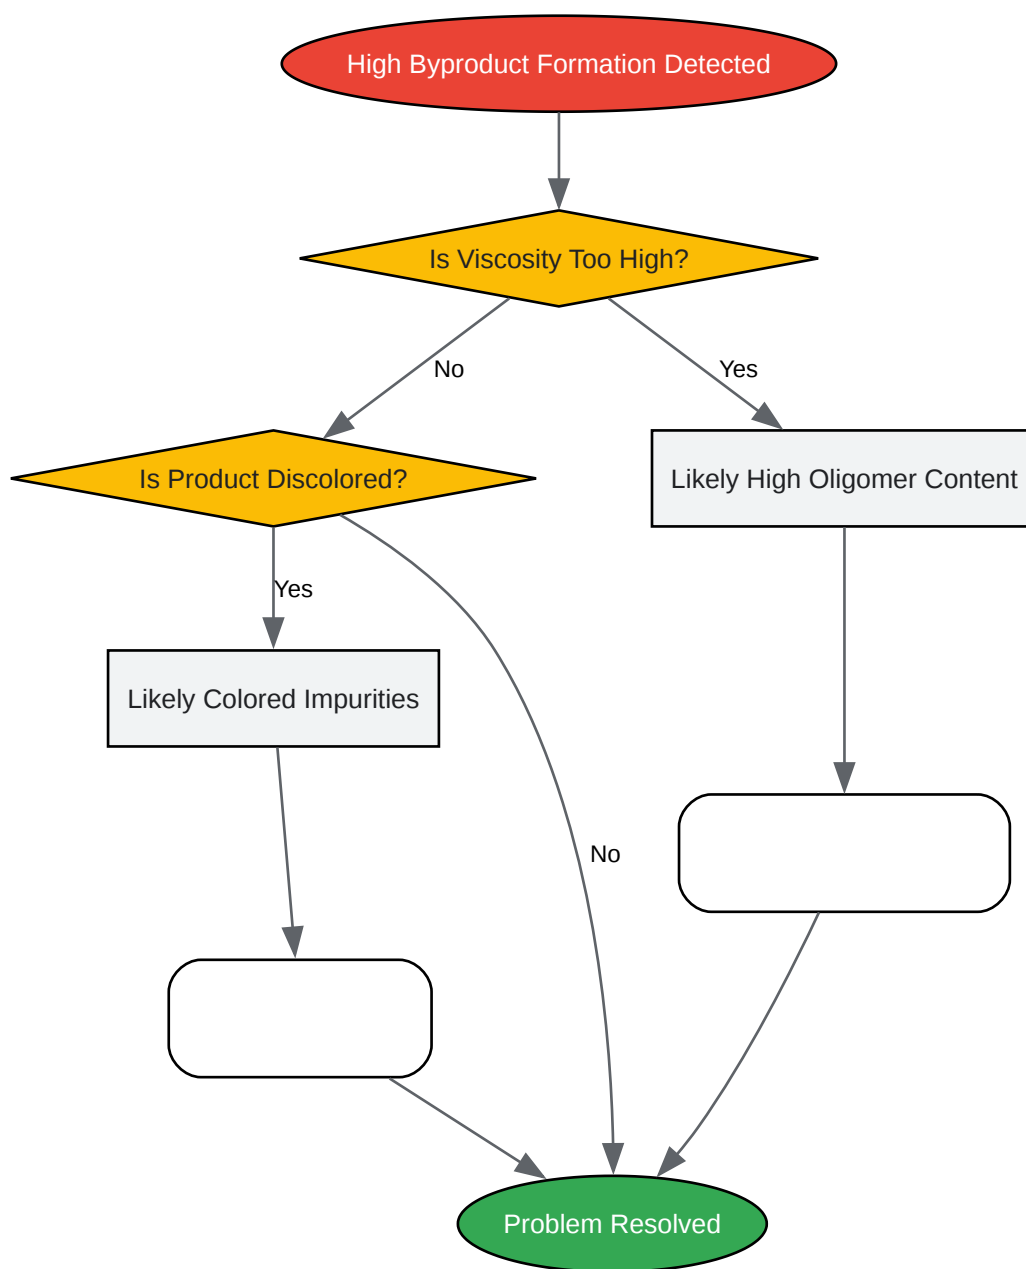 High Byproduct Formation Detected
Is Viscosity Too High?
No
Yes
Is Product Discolored?
Likely High Oligomer Content
Yes
Likely Colored Impurities
No
Problem Resolved